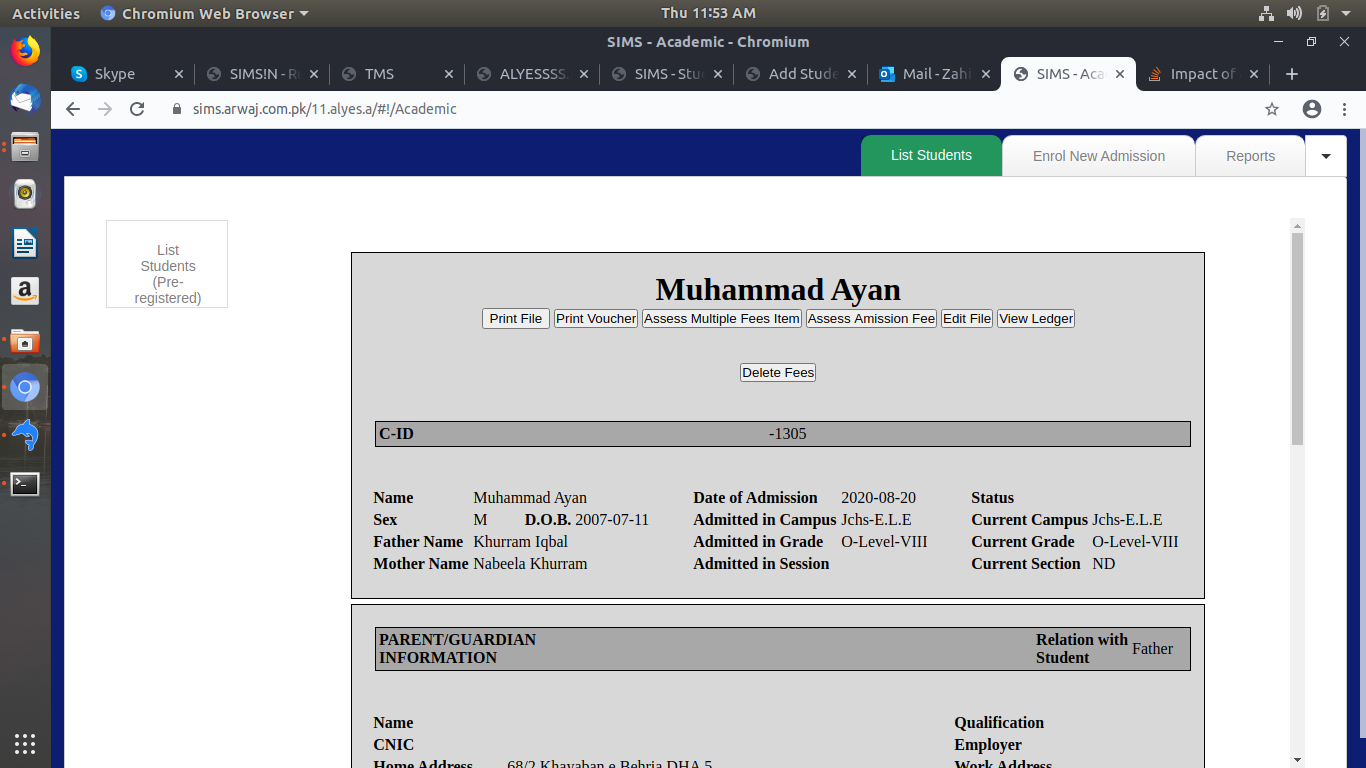 Activities Chromium Web Browser Thu 11:53 AM
SIMS - Academic - Chromium
Skype SIMS!N - R TMS ALYESSSS. SIMS - Stu Add Stude Mail - Zahi SIMS - Aca Impact of
sims.arwaj.com.pk/11.alyes.a/#!/Academic
List Students Enrol New Admission Reports
List
Students
(Pre-
registered)
Muhammad Ayan
Print File Print Voucher Assess Multiple Fees Item Assess Amission Fee Edit File View Ledger
Delete Fees
C-ID -1305
Name Muhammad Ayan Date of Admission 2020-08-20 Status
Sex M D.O.B. 2007-07-11 Admitted in Campus Jchs-E.L.E Current Campus Jchs-E.L.E
Father Name Khurram Iqbal Admitted in Grade O-Level-VIII Current Grade O-Level-VIII
Mother Name Nabeela Khurram Admitted in Session Current Section ND
PARENT/GUARDIAN Relation with
INFORMATION Student Father
Name Qualification
CNIC Employer
Home Address 68/2 Khayaban e Behria DHA 5 Work Address